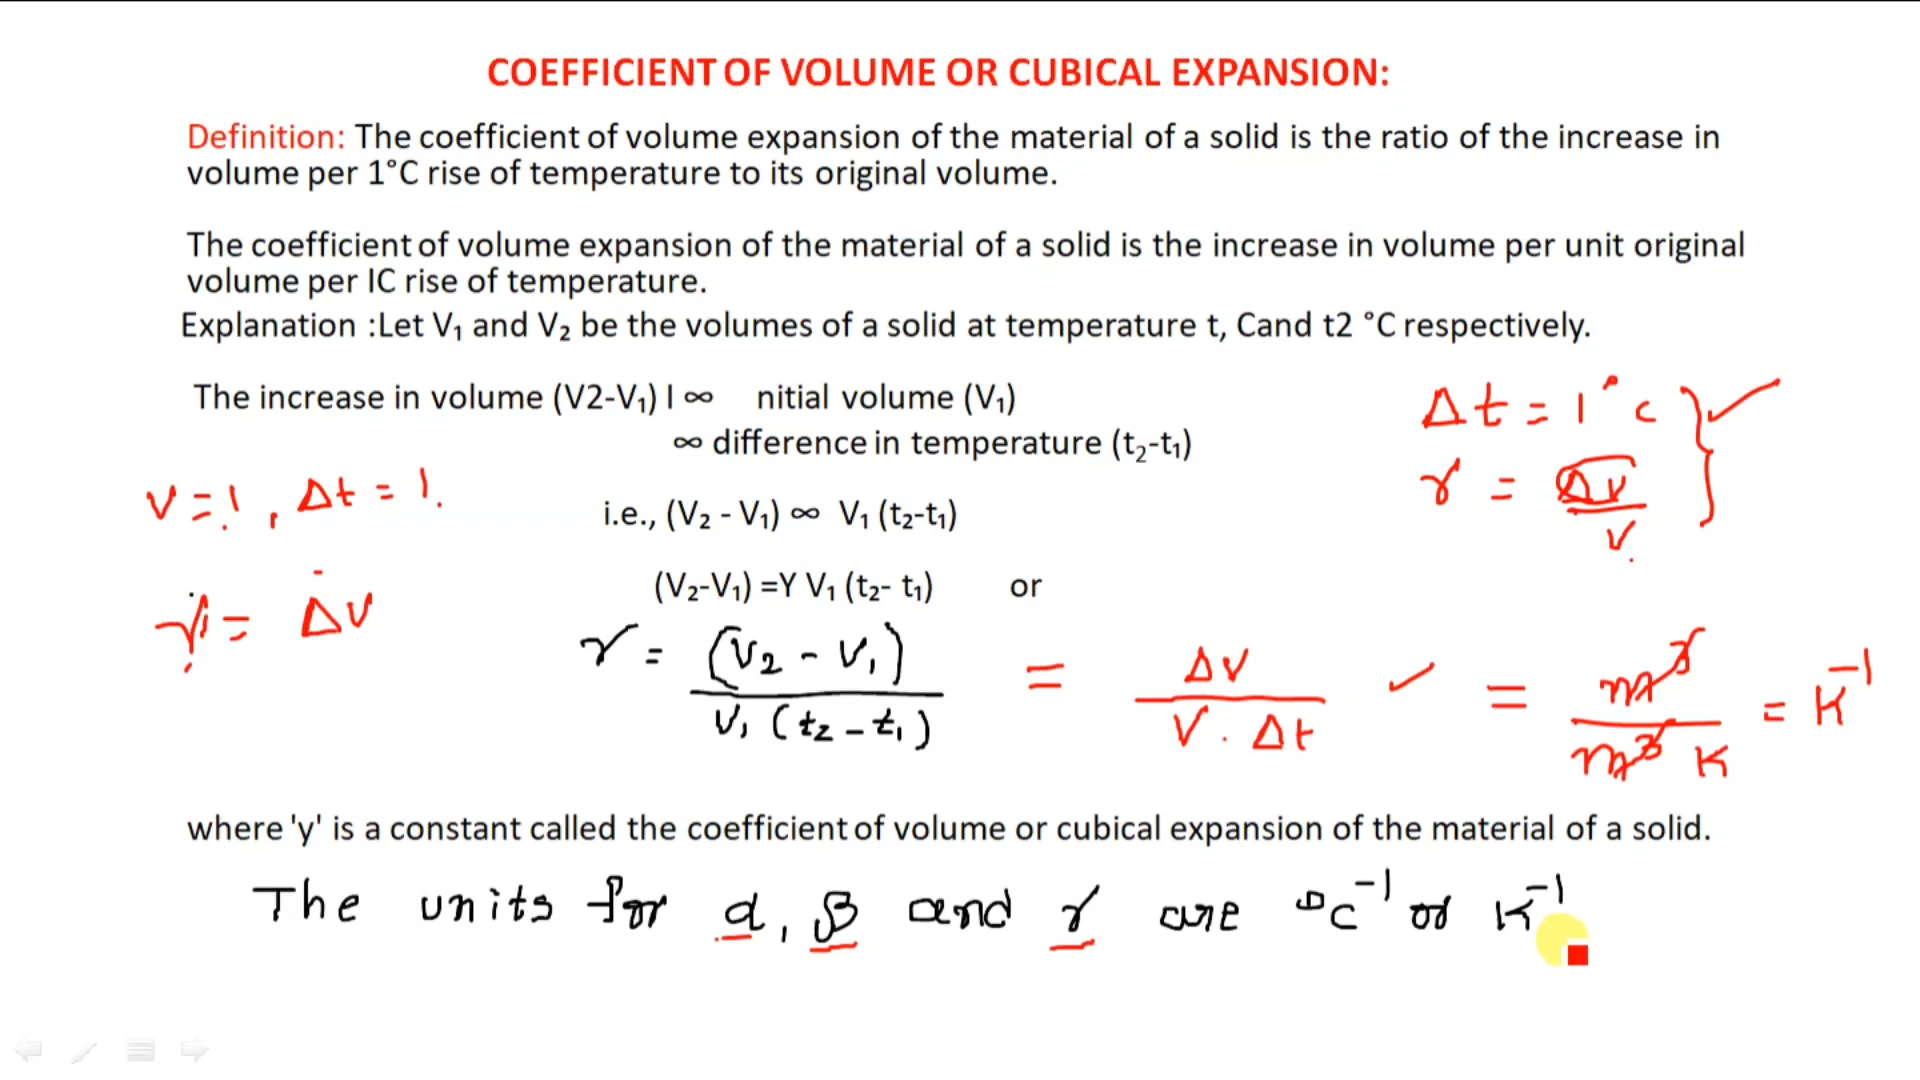 COEFFICIENT OF VOLUME OR CUBICAL EXPANSION:
Definition: The coefficient of volume expansion of the material of a solid is the ratio of the increase in
volume per 1°C rise of temperature to its original volume.
The coefficient of volume expansion of the material of a solid is the increase in volume per unit original
volume per IC rise of temperature.
Explanation :Let V₁ and V₂ be the volumes of a solid at temperature t, Cand t2 °C respectively.
The increase in volume (V2-V₁) I ∞ nitial volume (V₁)
∞ difference in temperature (t₂-t₁)
Δt = 1°c
γ = Δv/v
v = 1, Δt = 1.
i.e., (V₂ - V₁) ∞ V₁ (t₂-t₁)
(V₂-V₁) =Y V₁ (t₂- t₁) or
γ = Δv
γ = (V₂ - V₁) / V₁ (t₂ - t₁) = Δv / V . Δt = m³ / m³ K = K⁻¹
where 'y' is a constant called the coefficient of volume or cubical expansion of the material of a solid.
The units for α, β and γ are °C⁻¹ or K⁻¹